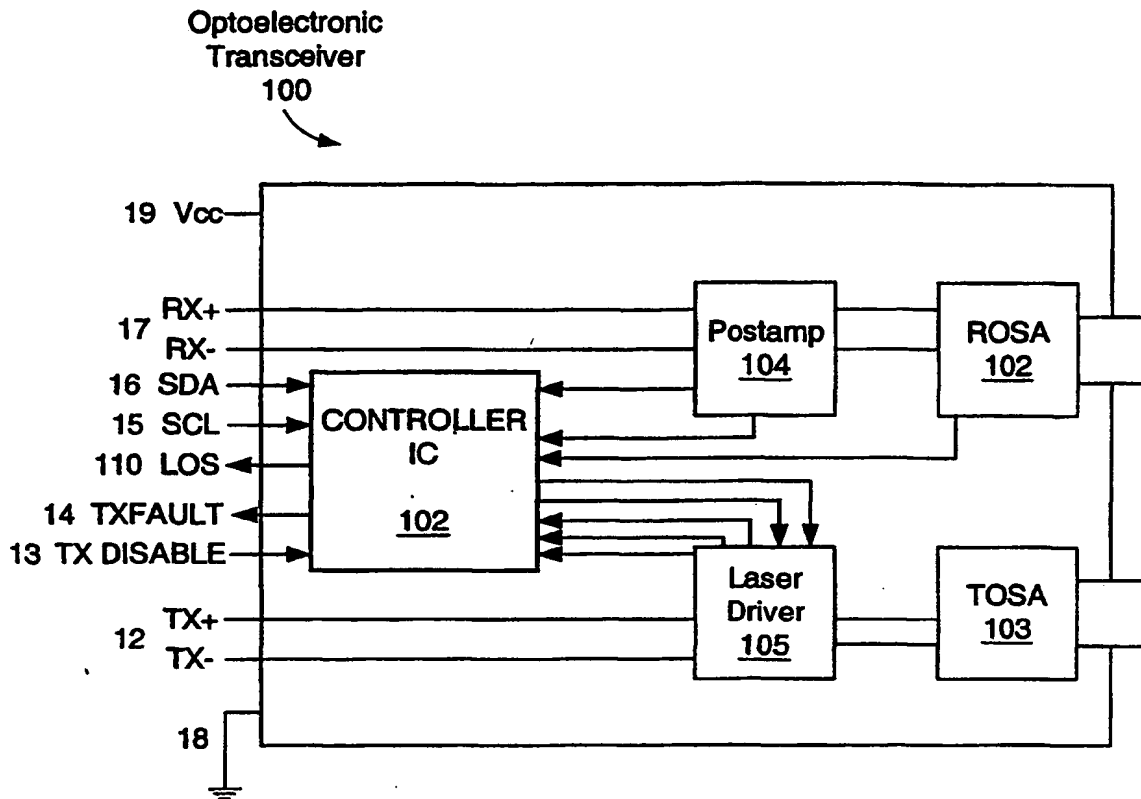 Optoelectronic
Transceiver
100
19 Vcc
17 RX+
RX-
16 SDA
15 SCL
110 LOS
14 TXFAULT
13 TX DISABLE
12 TX+
TX-
18
CONTROLLER
IC
102
Postamp
104
ROSA
102
Laser
Driver
105
TOSA
103